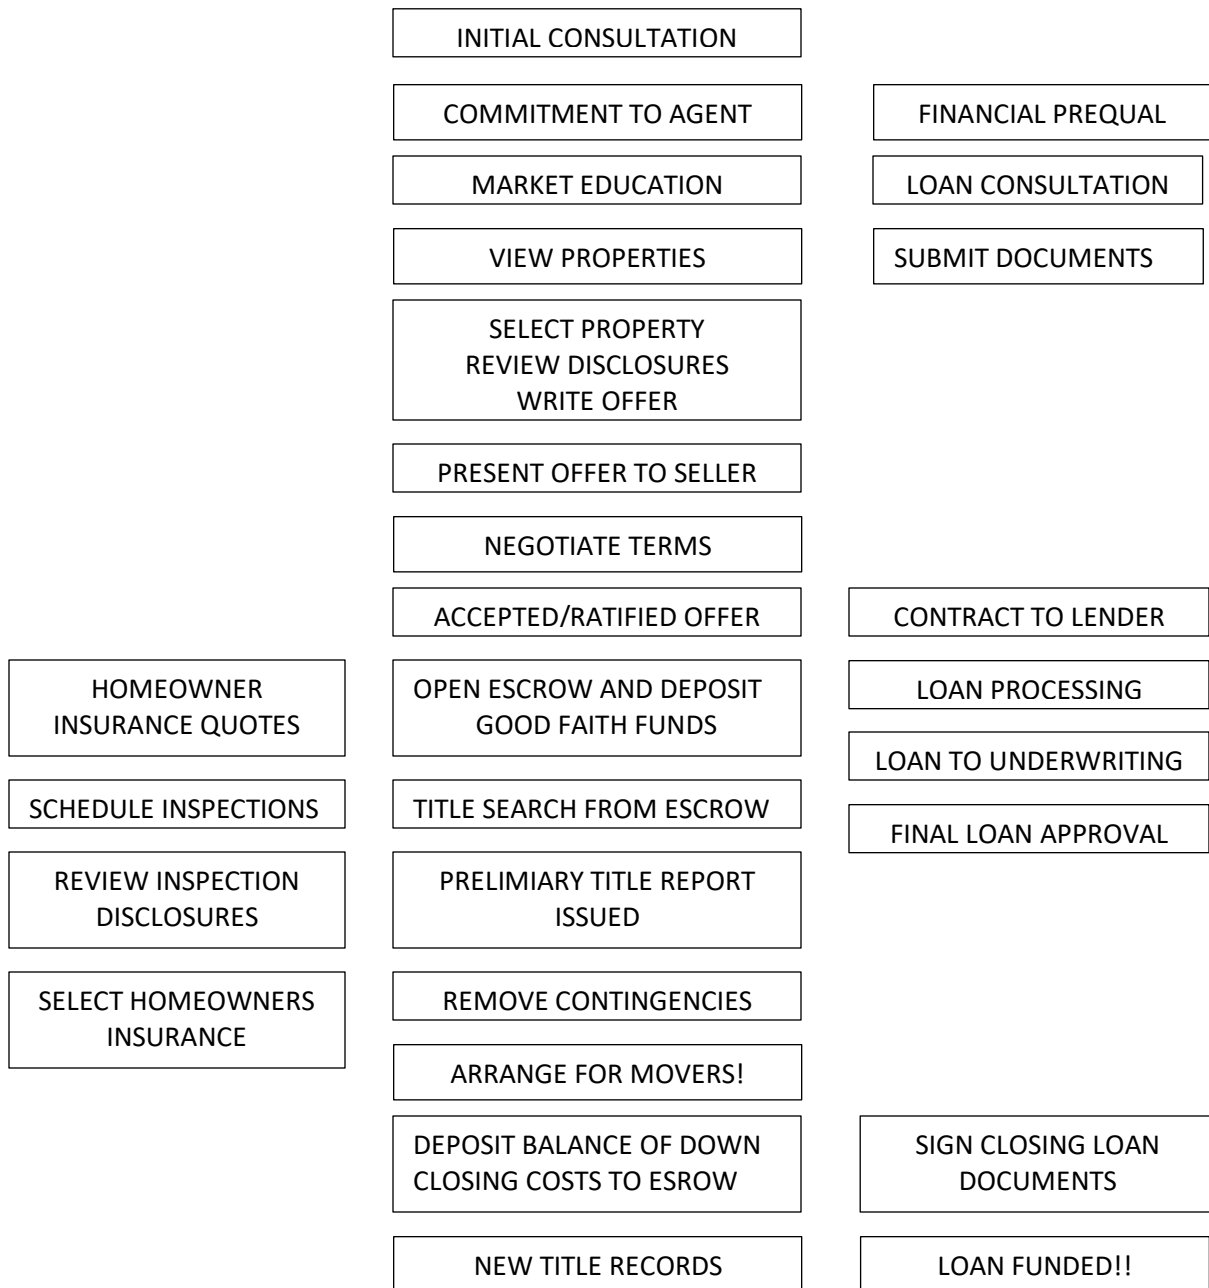 INITIAL CONSULTATION
COMMITMENT TO AGENT
FINANCIAL PREQUAL
MARKET EDUCATION
LOAN CONSULTATION
VIEW PROPERTIES
SUBMIT DOCUMENTS
SELECT PROPERTY
REVIEW DISCLOSURES
WRITE OFFER
PRESENT OFFER TO SELLER
NEGOTIATE TERMS
ACCEPTED/RATIFIED OFFER
CONTRACT TO LENDER
HOMEOWNER
INSURANCE QUOTES
OPEN ESCROW AND DEPOSIT
GOOD FAITH FUNDS
LOAN PROCESSING
LOAN TO UNDERWRITING
SCHEDULE INSPECTIONS
TITLE SEARCH FROM ESCROW
FINAL LOAN APPROVAL
REVIEW INSPECTION
DISCLOSURES
PRELIMIARY TITLE REPORT
ISSUED
SELECT HOMEOWNERS
INSURANCE
REMOVE CONTINGENCIES
ARRANGE FOR MOVERS!
DEPOSIT BALANCE OF DOWN
CLOSING COSTS TO ESROW
SIGN CLOSING LOAN
DOCUMENTS
NEW TITLE RECORDS
LOAN FUNDED!!